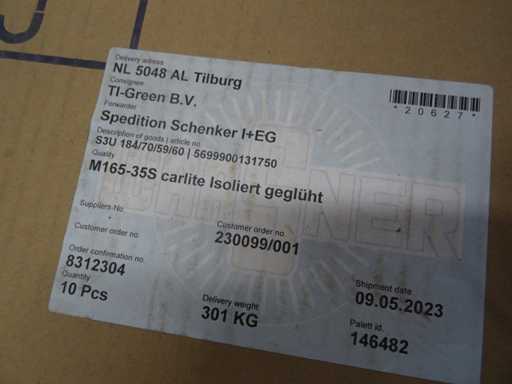 Delivery adress
NL 5048 AL Tilburg
Consignee
TI-Green B.V.
Forwarder
Spedition Schenker I+EG
Description of goods | article no
S3U 184/70/59/60 | 5699900131750
Quality
M165-35S carlite Isoliert geglüht
*20627*
Suppliers-No.
Customer order no.
Customer order no.
230099/001
Order confirmation no.
8312304
Quantity
10 Pcs
Delivery weight
301 KG
Shipment date
09.05.2023
Palett id.
146482